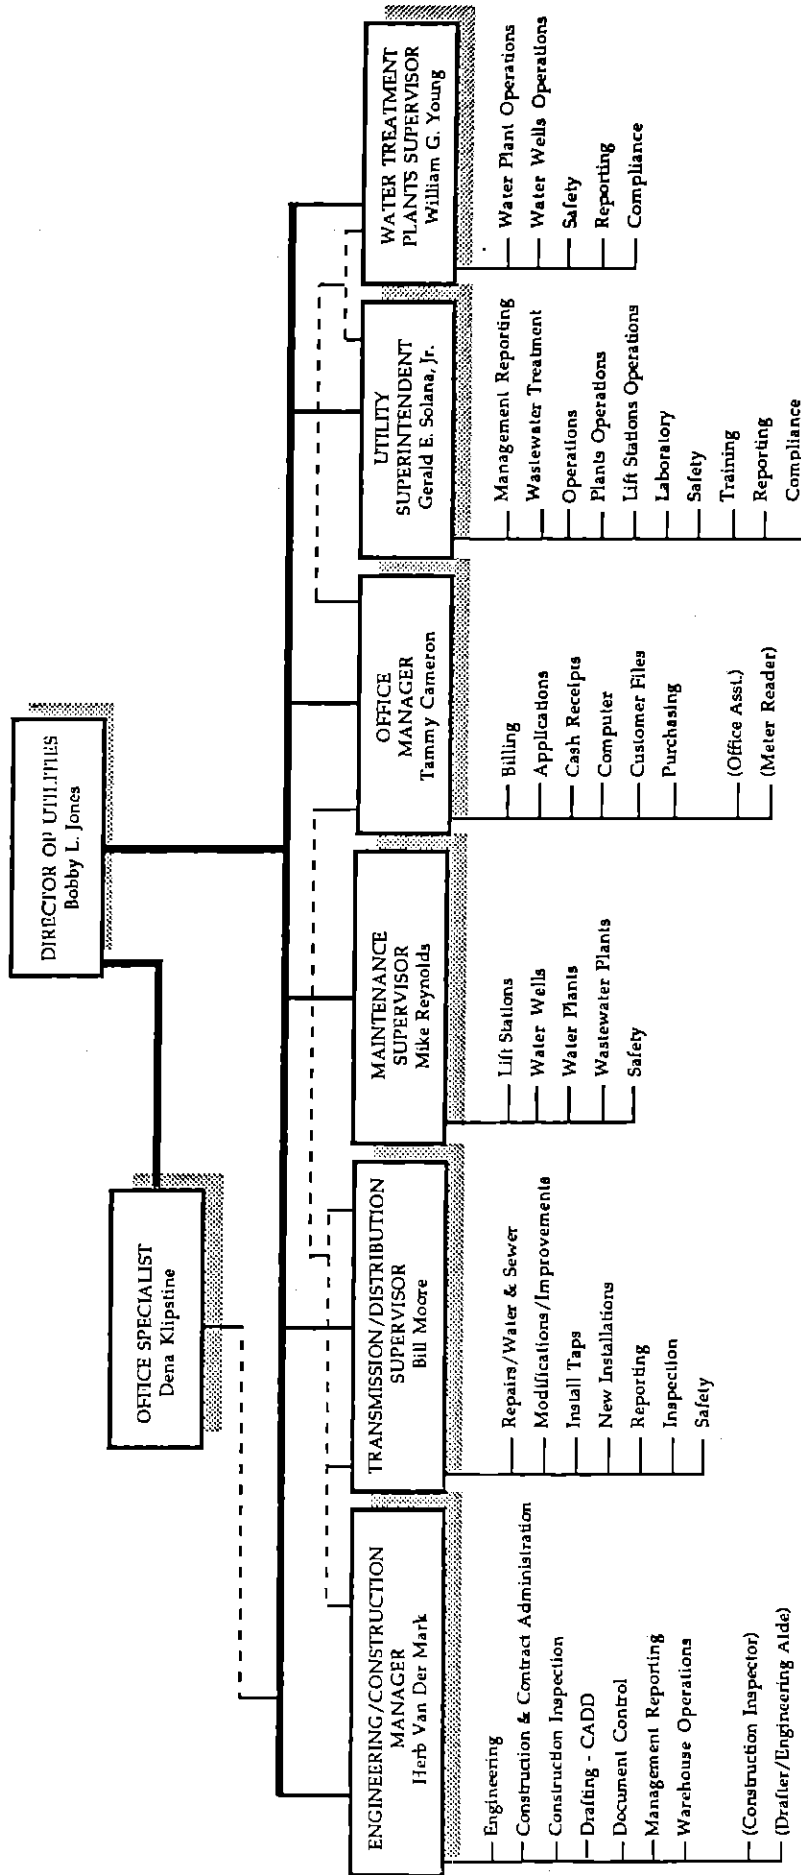 DIRECTOR OF UTILITIES
Bobby L. Jones
OFFICE SPECIALIST
Dena Klipstine
ENGINEERING/CONSTRUCTION
MANAGER
Herb Van Der Mark
Engineering
Construction & Contract Administration
Construction Inspection
Drafting - CADD
Document Control
Management Reporting
Warehouse Operations
(Construction Inspector)
(Drafter/Engineering Aide)
TRANSMISSION/DISTRIBUTION
SUPERVISOR
Bill Moore
Repairs/Water & Sewer
Modifications/Improvements
Install Taps
New Installations
Reporting
Inspection
Safety
MAINTENANCE
SUPERVISOR
Mike Reynolds
Lift Stations
Water Wells
Water Plants
Wastewater Plants
Safety
OFFICE
MANAGER
Tammy Cameron
Billing
Applications
Cash Receipts
Computer
Customer Files
Purchasing
(Office Asst.)
(Meter Reader)
UTILITY
SUPERINTENDENT
Gerald E. Solana, Jr.
Management Reporting
Wastewater Treatment
Operations
Plants Operations
Lift Stations Operations
Laboratory
Safety
Training
Reporting
Compliance
WATER TREATMENT
PLANTS SUPERVISOR
William G. Young
Water Plant Operations
Water Wells Operations
Safety
Reporting
Compliance